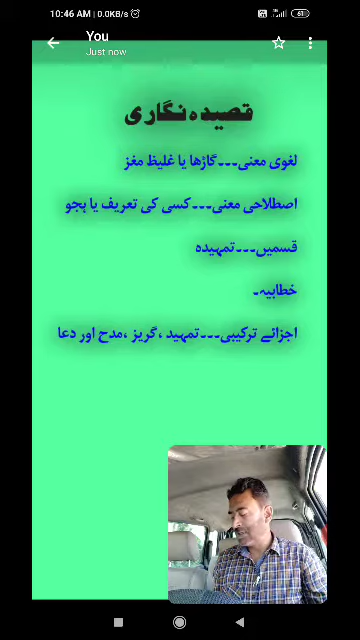 10:46 AM | 0.0KB/s
61
You
Just now
قصیدہ نگاری
لغوی معنی۔۔۔گاڑھا یا غلیظ مغز
اصطلاحی معنی۔۔۔کسی کی تعریف یا ہجو
قسمیں۔۔۔تمہیدہ
خطابیہ۔
اجزائے ترکیبی۔۔۔تمہید ،گریز ،مدح اور دعا